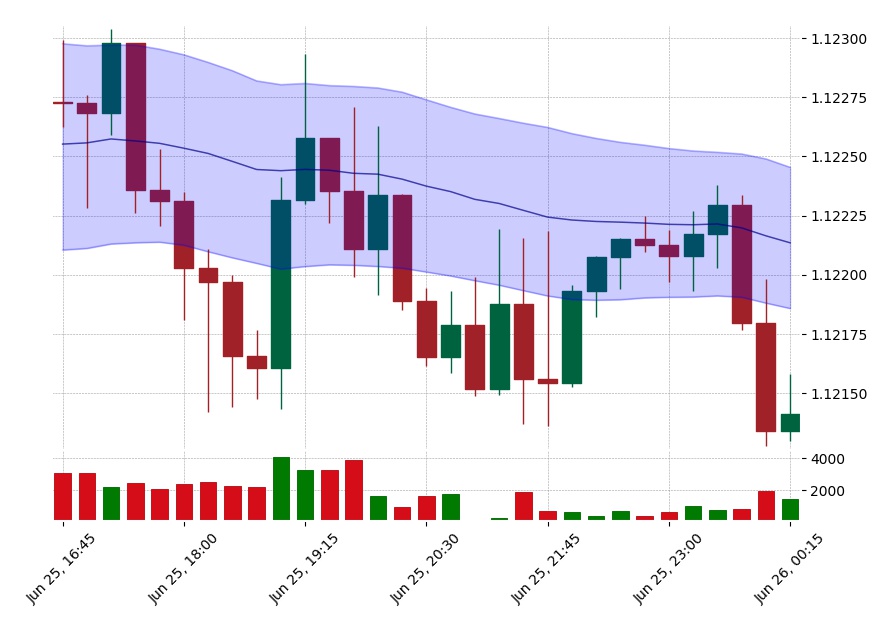 1.12300
1.12275
1.12250
1.12225
1.12200
1.12175
1.12150
4000
2000
Jun 25, 16:45
Jun 25, 18:00
Jun 25, 19:15
Jun 25, 20:30
Jun 25, 21:45
Jun 25, 23:00
Jun 26, 00:15